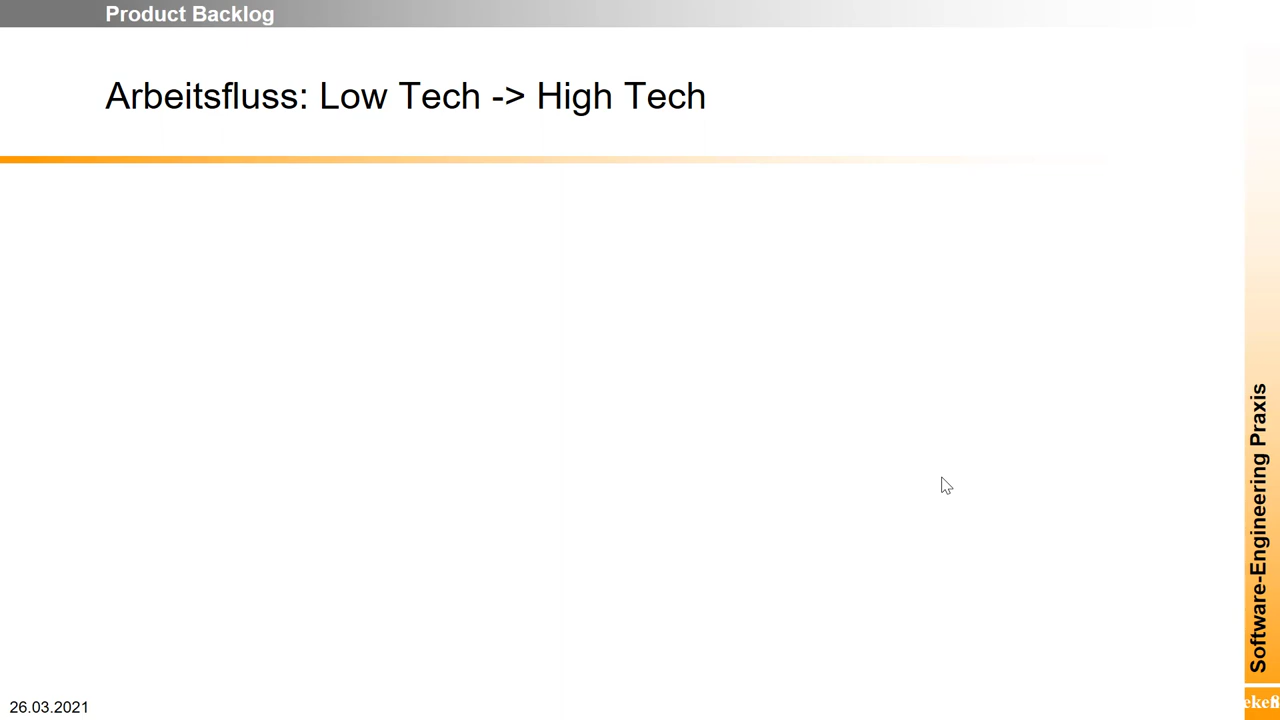 Product Backlog
Arbeitsfluss: Low Tech -> High Tech
Software-Engineering Praxis
26.03.2021